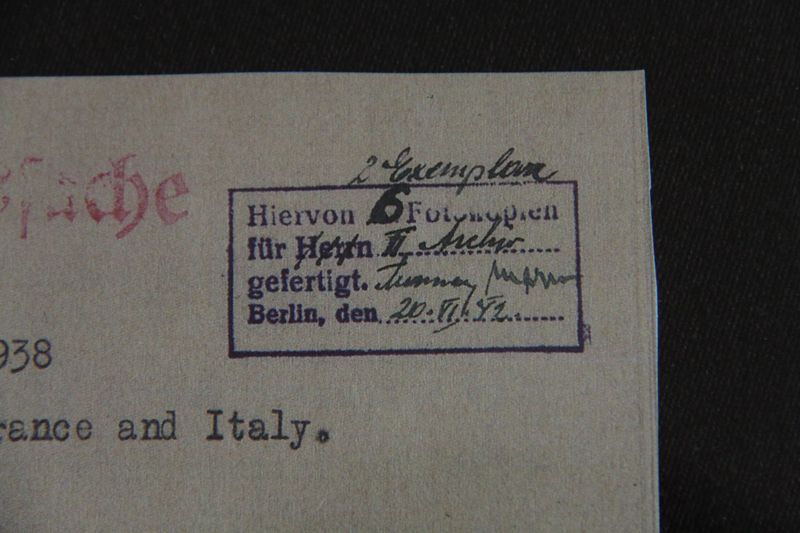 sache
2 Exemplare
Hiervon 6 Fotokopien
für Herrn II Archiv
gefertigt.
Berlin, den 20. VI. 42.
938
rance and Italy.